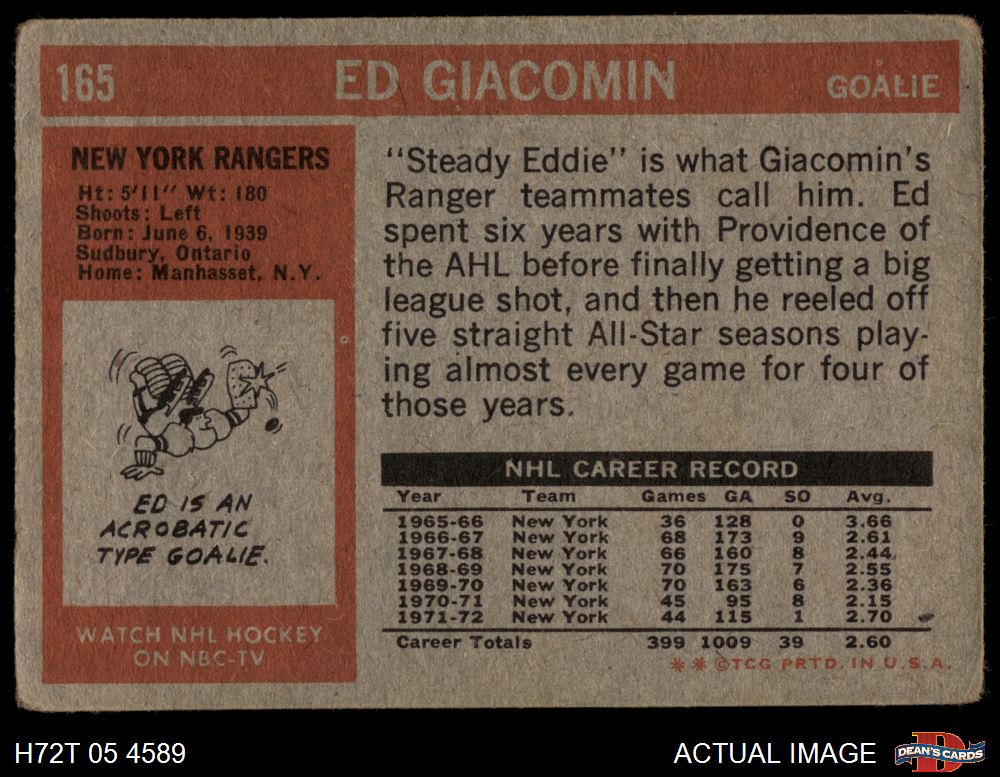 165 ED GIACOMIN GOALIE
NEW YORK RANGERS
Ht: 5'11" Wt: 180
Shoots: Left
Born: June 6, 1939
Sudbury, Ontario
Home: Manhasset, N.Y.
ED IS AN
ACROBATIC
TYPE GOALIE.
WATCH NHL HOCKEY
ON NBC-TV
"Steady Eddie" is what Giacomin's
Ranger teammates call him. Ed
spent six years with Providence of
the AHL before finally getting a big
league shot, and then he reeled off
five straight All-Star seasons play-
ing almost every game for four of
those years.
NHL CAREER RECORD
Year Team Games GA SO Avg.
1965-66 New York 36 128 0 3.66
1966-67 New York 68 173 9 2.61
1967-68 New York 66 160 8 2.44
1968-69 New York 70 175 7 2.55
1969-70 New York 70 163 6 2.36
1970-71 New York 45 95 8 2.15
1971-72 New York 44 115 1 2.70
Career Totals 399 1009 39 2.60
* * ©TCG PRTD. IN U.S.A.
H72T 05 4589
ACTUAL IMAGE
D
DEAN'S CARDS